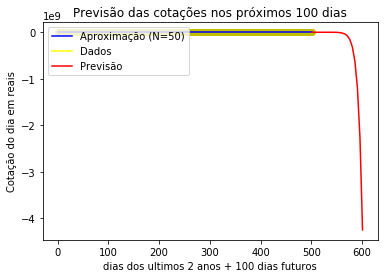 Previsão das cotações nos próximos 100 dias
1e9
Aproximação (N=50)
Dados
Previsão
0
−1
−2
−3
−4
Cotação do dia em reais
0 100 200 300 400 500 600
dias dos ultimos 2 anos + 100 dias futuros